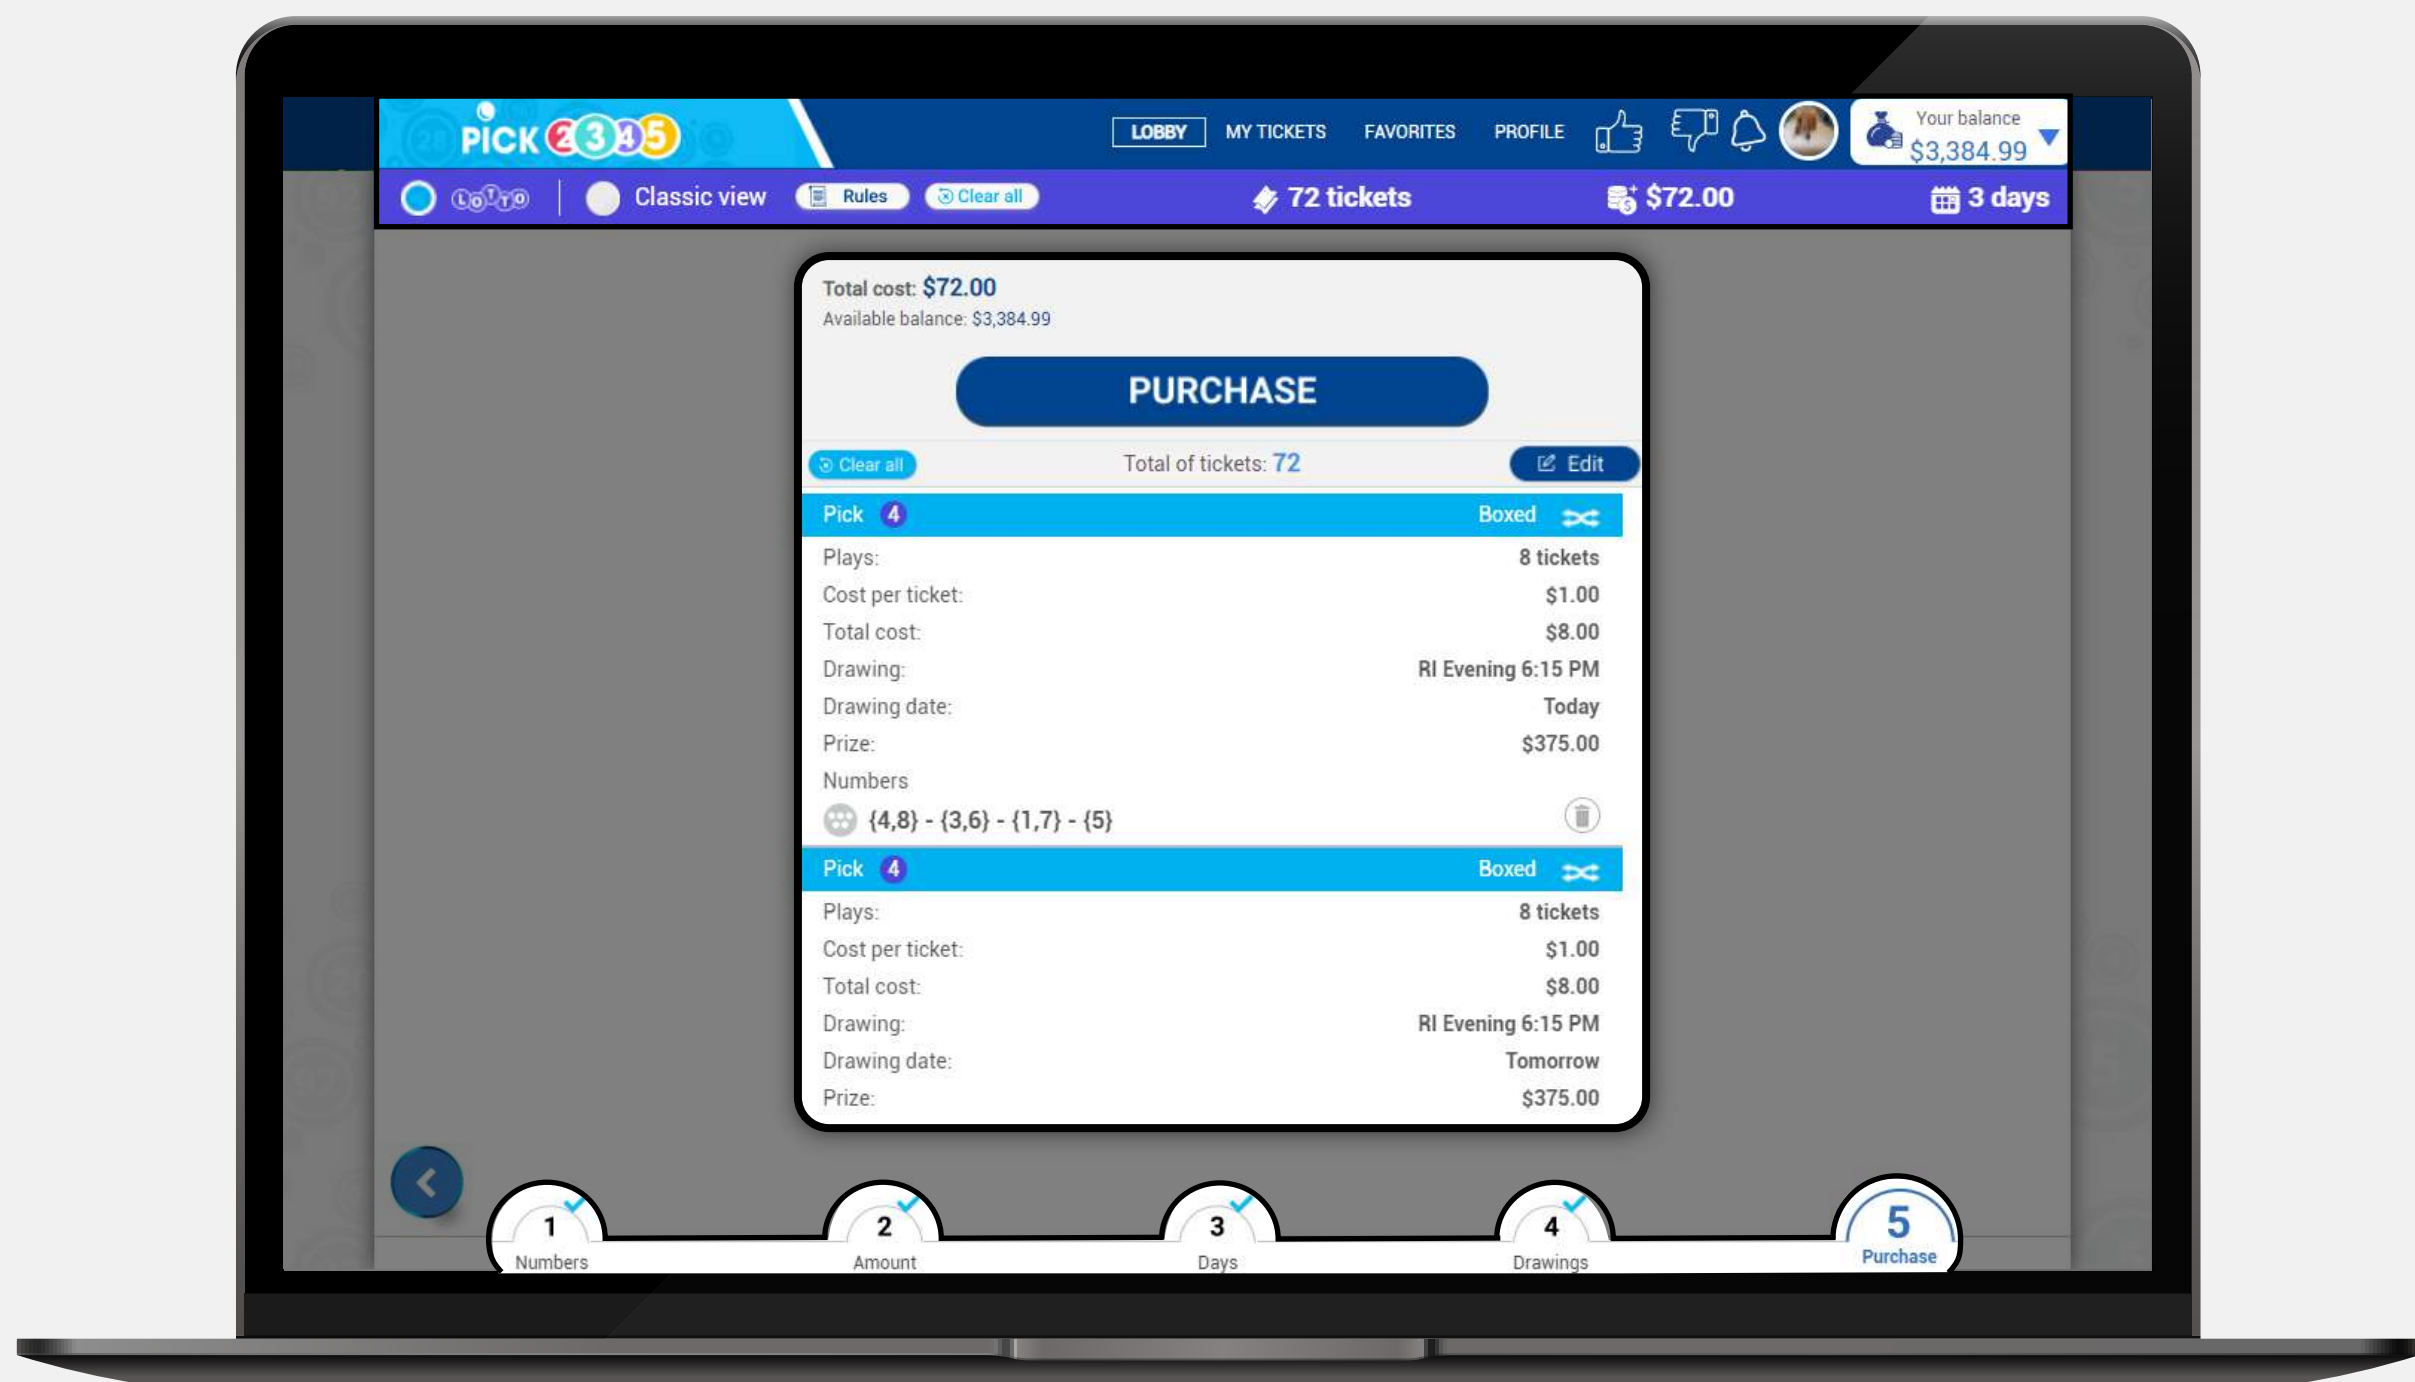 PICK 2345
LOBBY MY TICKETS FAVORITES PROFILE
Your balance
$3,384.99
LOTTO Classic view Rules Clear all 72 tickets $72.00 3 days
Total cost: $72.00
Available balance: $3,384.99
PURCHASE
Clear all Total of tickets: 72 Edit
Pick 4 Boxed
Plays: 8 tickets
Cost per ticket: $1.00
Total cost: $8.00
Drawing: RI Evening 6:15 PM
Drawing date: Today
Prize: $375.00
Numbers
{4,8} - {3,6} - {1,7} - {5}
Pick 4 Boxed
Plays: 8 tickets
Cost per ticket: $1.00
Total cost: $8.00
Drawing: RI Evening 6:15 PM
Drawing date: Tomorrow
Prize: $375.00
1 2 3 4 5
Numbers Amount Days Drawings Purchase